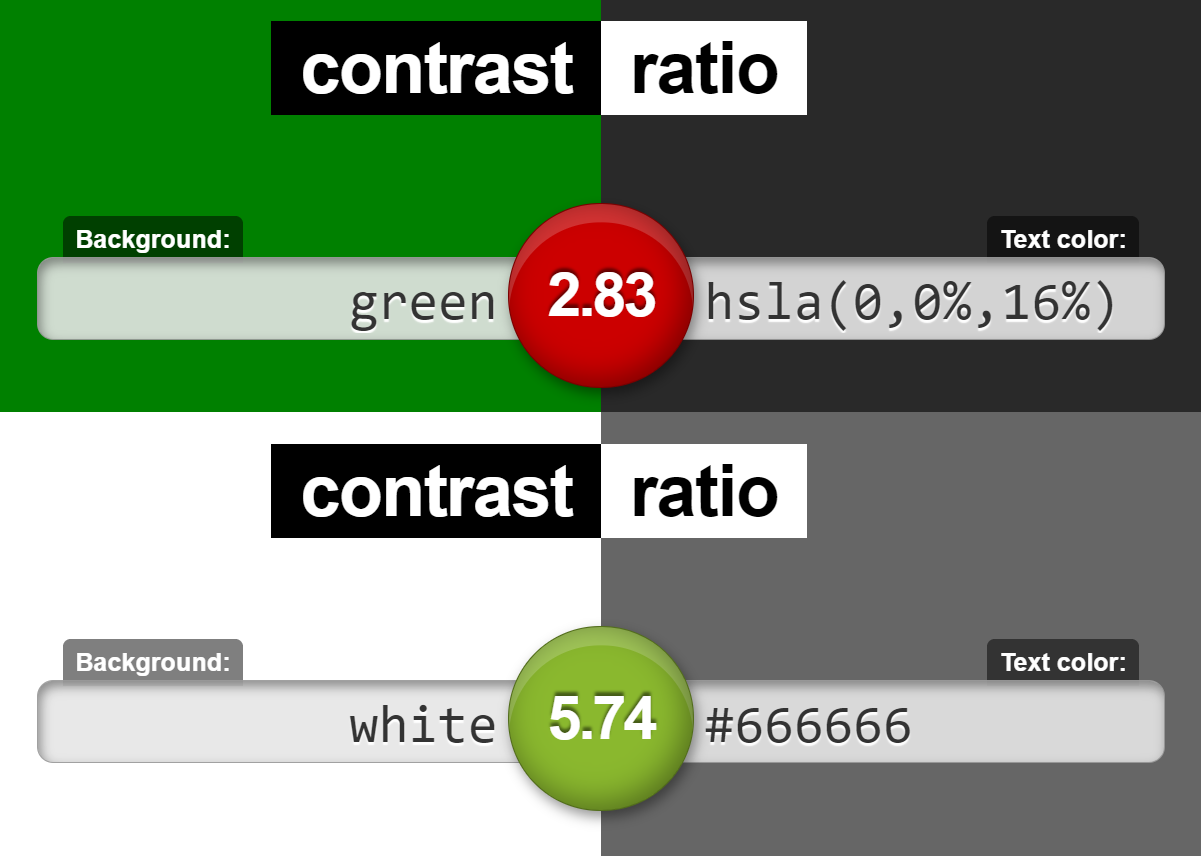 contrast ratio
Background: Text color:
green 2.83 hsla(0,0%,16%)
contrast ratio
Background: Text color:
white 5.74 #666666